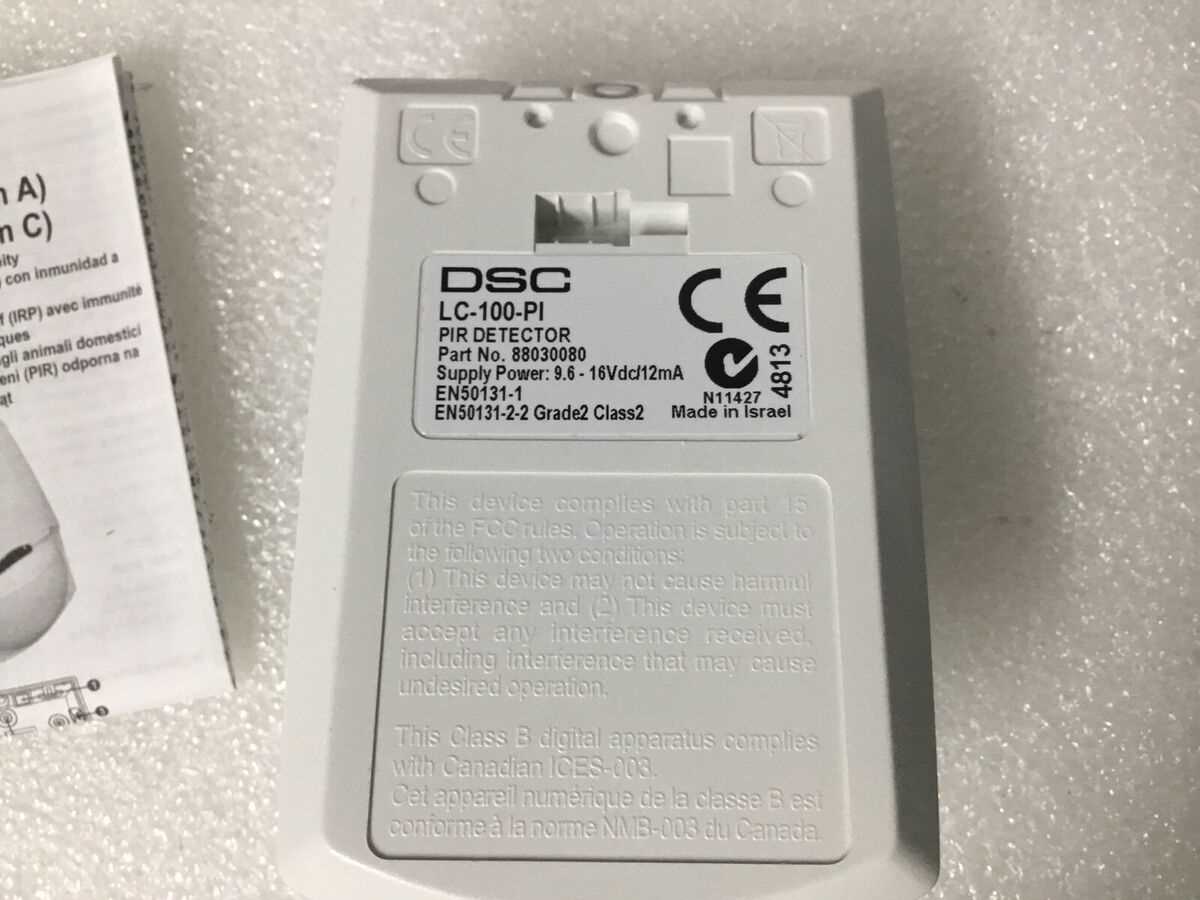 n A)
n C)
ity
con inmunidad a
f (IRP) avec immunité
ques
gli animali domestici
eni (PIR) odporna na
CE
DSC
LC-100-PI
PIR DETECTOR
Part No. 88030080
Supply Power: 9.6 - 16Vdc/12mA
EN50131-1
EN50131-2-2 Grade2 Class2
CE
4813
N11427
Made in Israel
This device complies with part 15
of the FCC rules. Operation is subject to
the following two conditions:
(1) This device may not cause harmful
interference and (2) This device must
accept any interference received,
including interference that may cause
undesired operation.
This Class B digital apparatus complies
with Canadian ICES-003.
Cet appareil numérique de la classe B est
conforme à la norme NMB-003 du Canada.